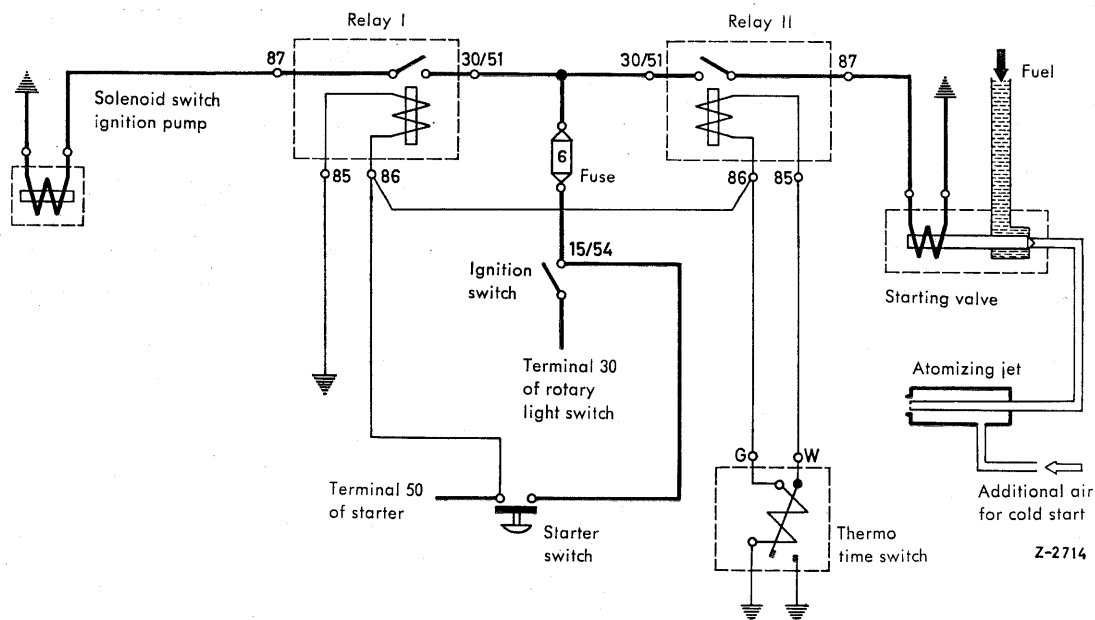 Relay I
Relay II
87
30/51
30/51
87
Fuel
Solenoid switch
ignition pump
6
85
86
Fuse
86
85
15/54
Ignition
switch
Starting valve
Terminal 30
of rotary
light switch
Atomizing jet
G
W
Terminal 50
of starter
Additional air
for cold start
Starter
switch
Thermo
time switch
Z-2714